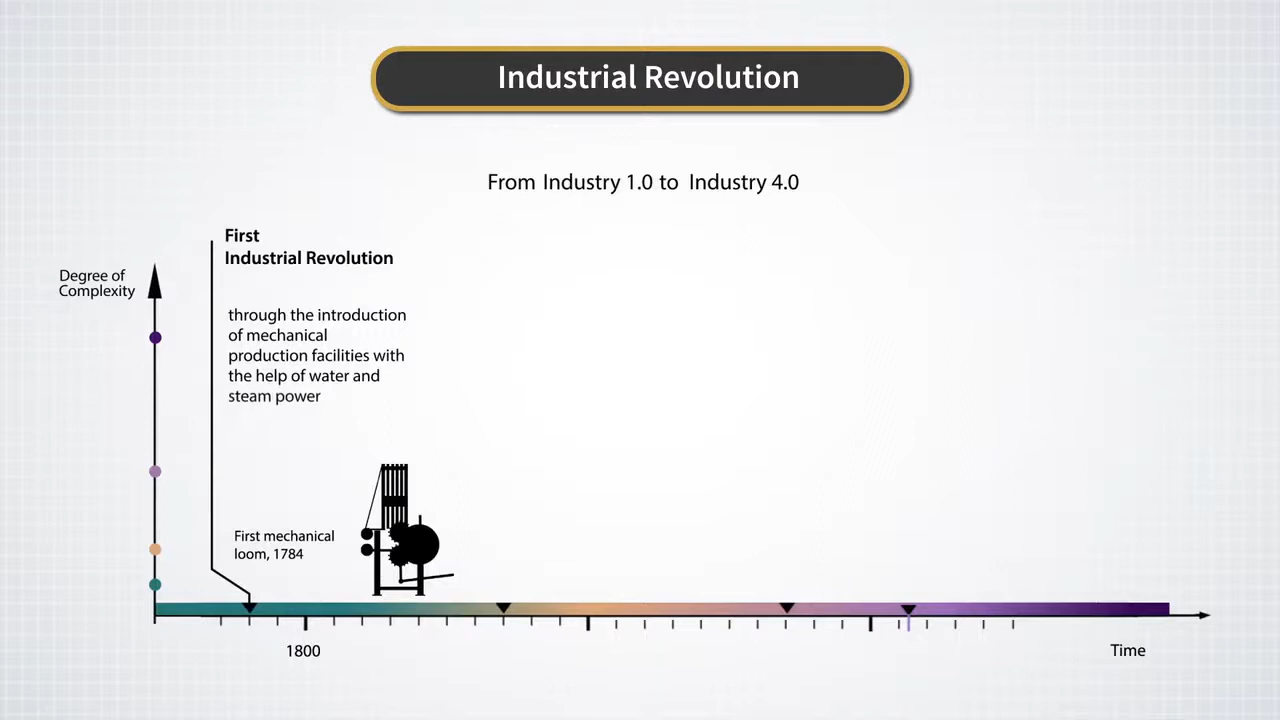 Industrial Revolution
From Industry 1.0 to Industry 4.0
First
Industrial Revolution
Degree of
Complexity
through the introduction
of mechanical
production facilities with
the help of water and
steam power
First mechanical
loom, 1784
1800
Time